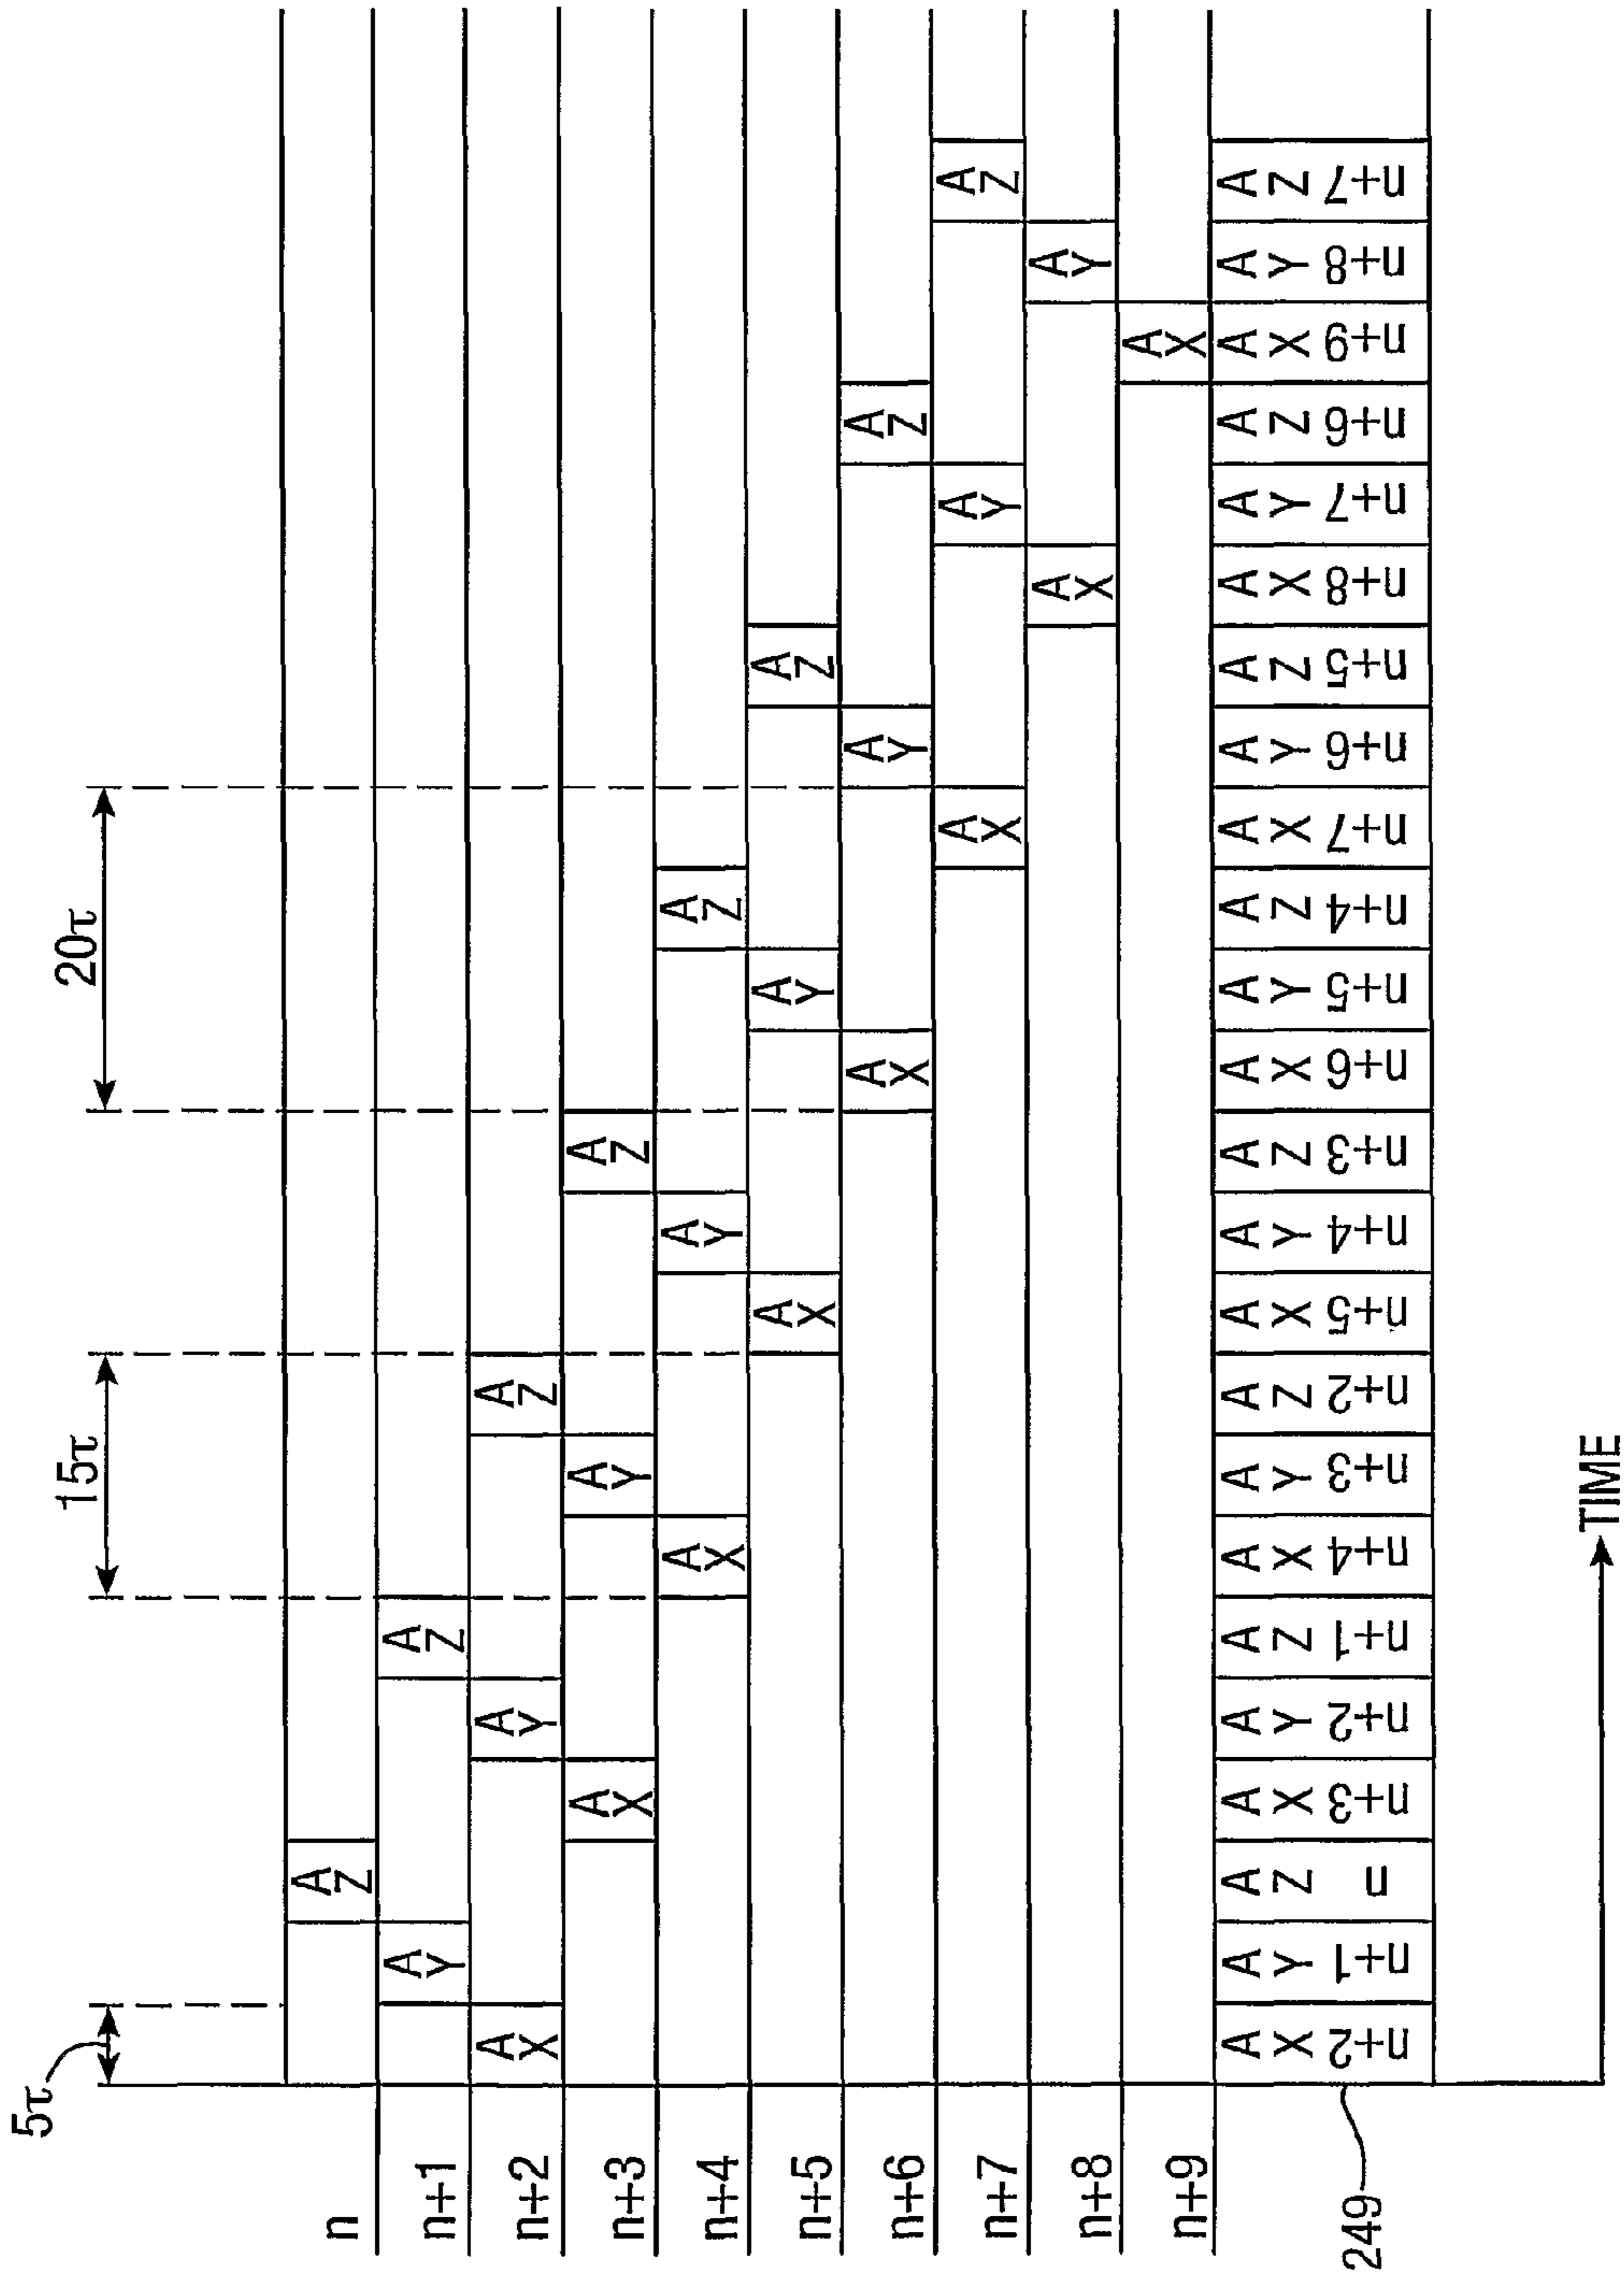 5τ 15τ 20τ
n A Z
n+1 A Y A Z
n+2 A X A Y A Z
n+3 A X A Y A Z
n+4 A X A Y A Z
n+5 A X A Y A Z
n+6 A X A Y A Z
n+7 A X A Y A Z
n+8 A X A Y
n+9 A X
A X n+2
A Y n+1
A Z n
A X n+3
A Y n+2
A Z n+1
A X n+4
A Y n+3
A Z n+2
A X n+5
A Y n+4
A Z n+3
A X n+6
A Y n+5
A Z n+4
A X n+7
A Y n+6
A Z n+5
A X n+8
A Y n+7
A Z n+6
A X n+9
A Y n+8
A Z n+7
249
TIME